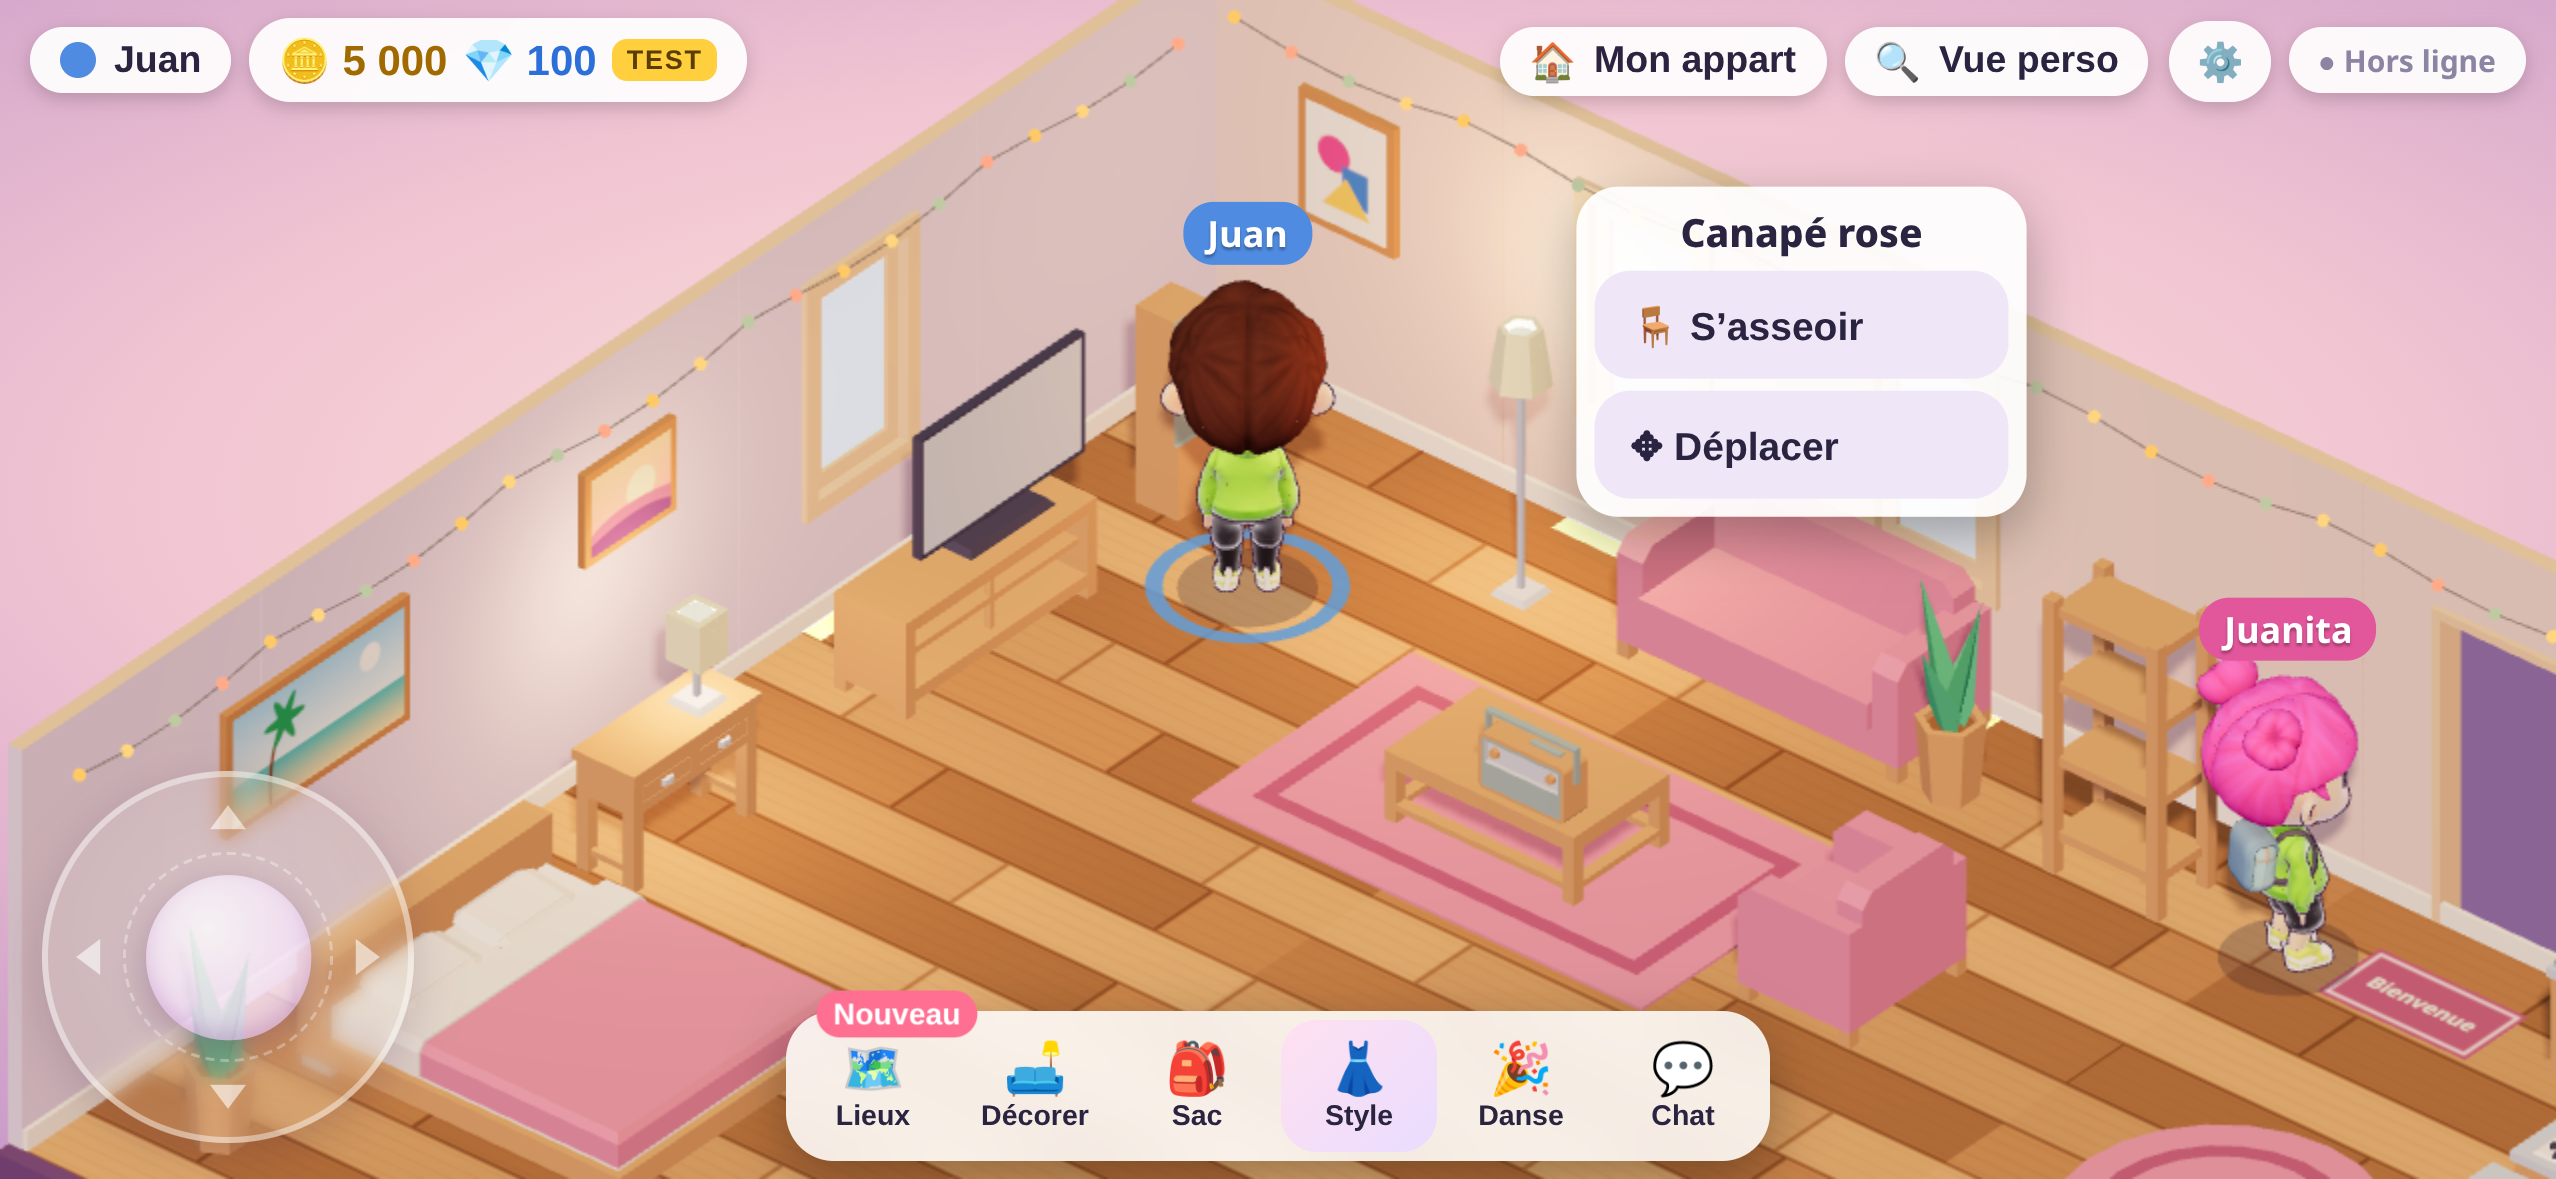 Juan
5 000
100
TEST
Mon appart
Vue perso
Hors ligne
Juan
Canapé rose
S’asseoir
Déplacer
Juanita
Bienvenue
Nouveau
Lieux
Décorer
Sac
Style
Danse
Chat